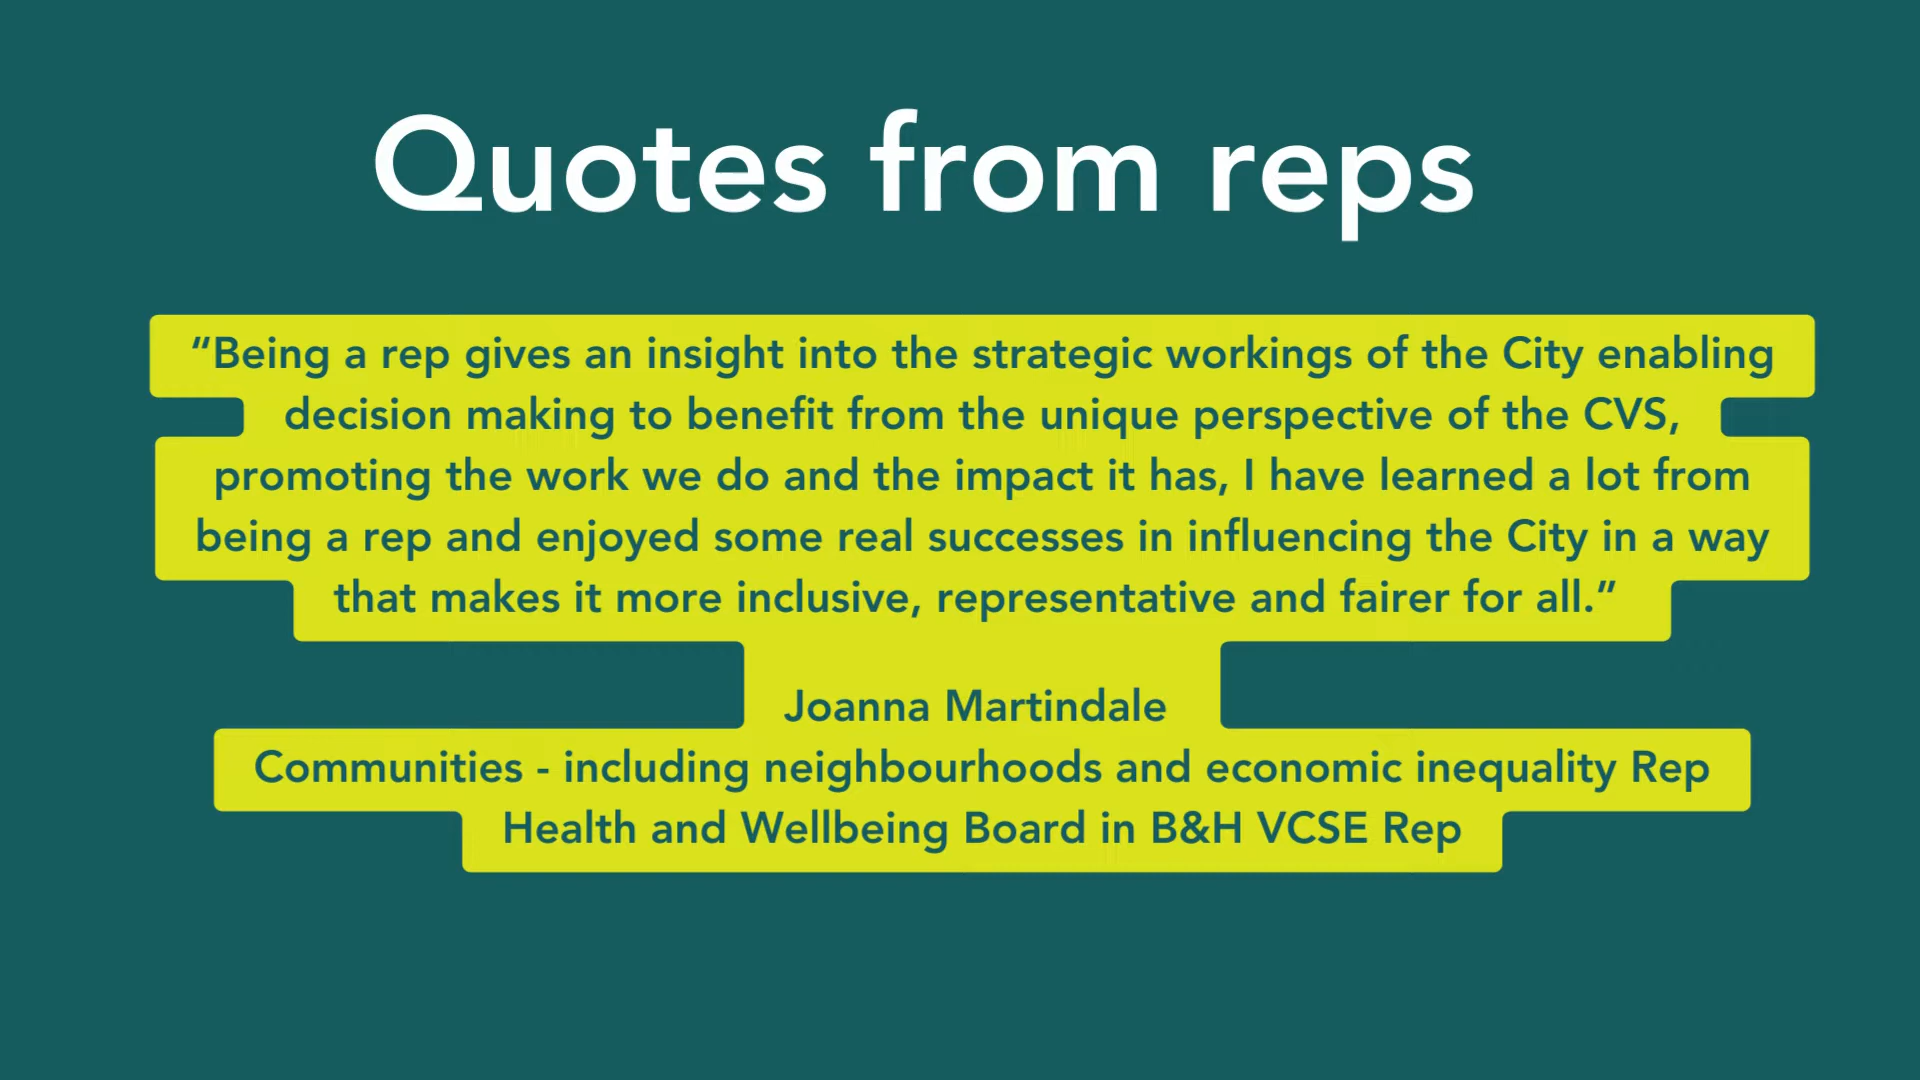 Quotes from reps
“Being a rep gives an insight into the strategic workings of the City enabling
decision making to benefit from the unique perspective of the CVS,
promoting the work we do and the impact it has, I have learned a lot from
being a rep and enjoyed some real successes in influencing the City in a way
that makes it more inclusive, representative and fairer for all.”
Joanna Martindale
Communities - including neighbourhoods and economic inequality Rep
Health and Wellbeing Board in B&H VCSE Rep